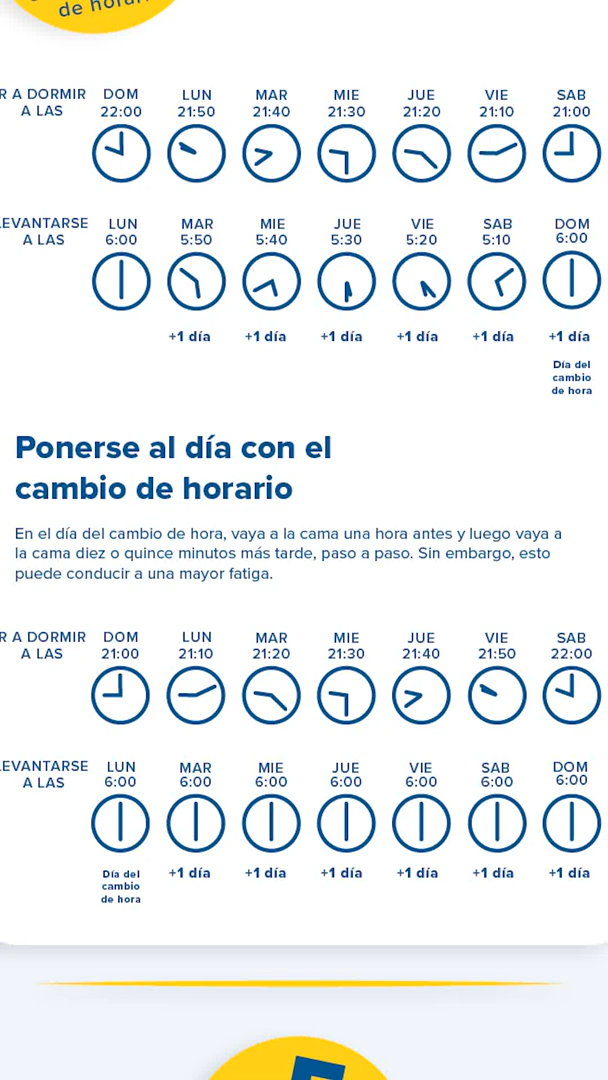 de horari
R A DORMIR DOM LUN MAR MIE JUE VIE SAB
A LAS 22:00 21:50 21:40 21:30 21:20 21:10 21:00
LEVANTARSE LUN MAR MIE JUE VIE SAB DOM
A LAS 6:00 5:50 5:40 5:30 5:20 5:10 6:00
+1 día +1 día +1 día +1 día +1 día +1 día
Día del
cambio
de hora
Ponerse al día con el
cambio de horario
En el día del cambio de hora, vaya a la cama una hora antes y luego vaya a
la cama diez o quince minutos más tarde, paso a paso. Sin embargo, esto
puede conducir a una mayor fatiga.
R A DORMIR DOM LUN MAR MIE JUE VIE SAB
A LAS 21:00 21:10 21:20 21:30 21:40 21:50 22:00
LEVANTARSE LUN MAR MIE JUE VIE SAB DOM
A LAS 6:00 6:00 6:00 6:00 6:00 6:00 6:00
Día del +1 día +1 día +1 día +1 día +1 día +1 día
cambio
de hora